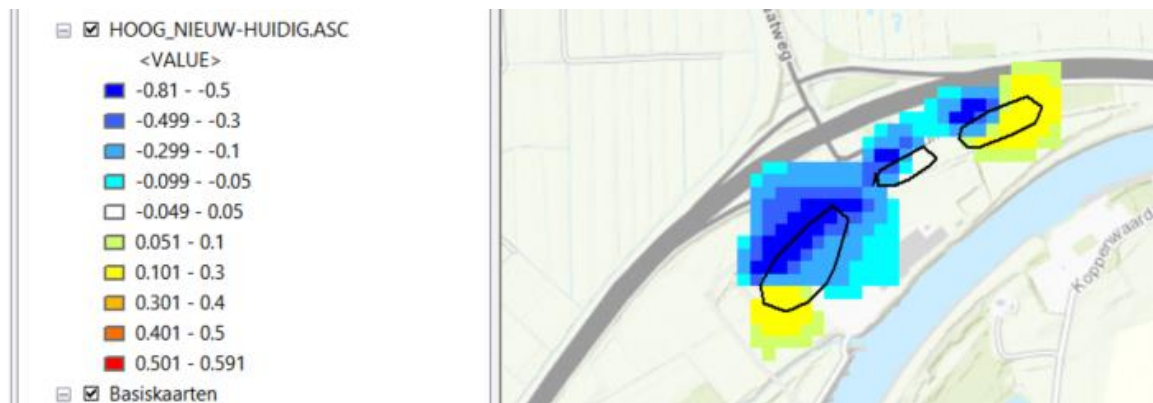 HOOG_NIEUW-HUIDIG.ASC
<VALUE>
-0.81 - -0.5
-0.499 - -0.3
-0.299 - -0.1
-0.099 - -0.05
-0.049 - 0.05
0.051 - 0.1
0.101 - 0.3
0.301 - 0.4
0.401 - 0.5
0.501 - 0.591
Basiskaarten
Koppenwaard